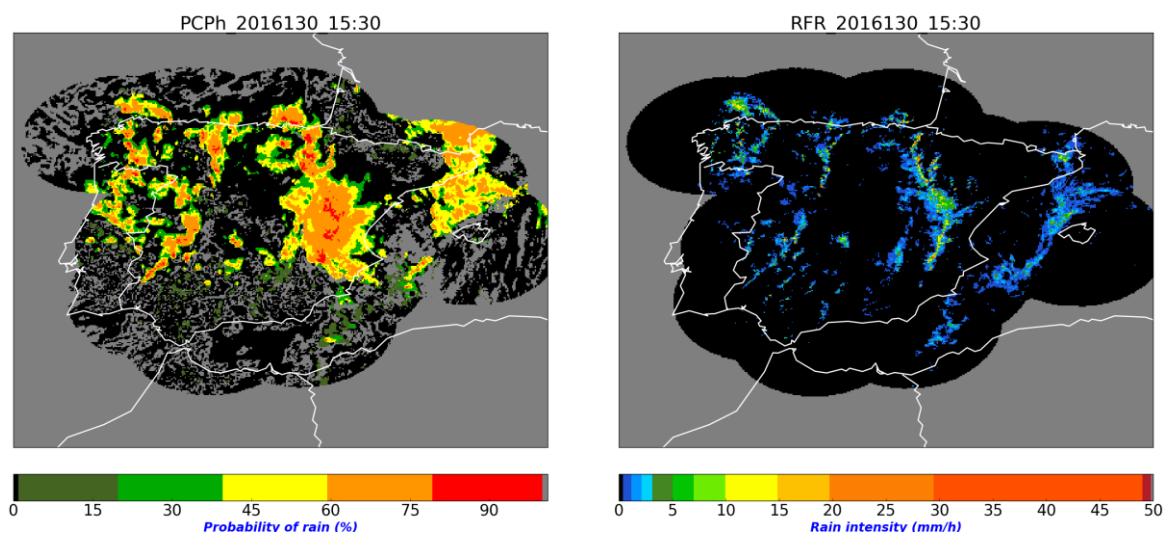 PCPh_2016130_15:30
RFR_2016130_15:30
0 15 30 45 60 75 90
Probability of rain (%)
0 5 10 15 20 25 30 35 40 45 50
Rain intensity (mm/h)